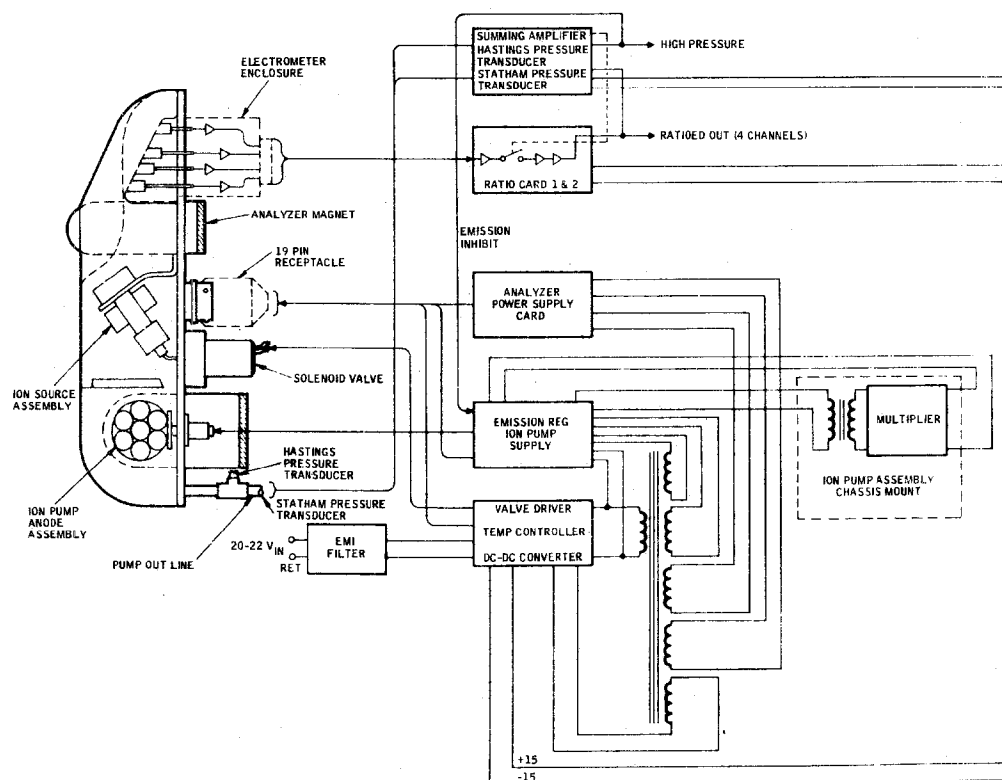 SUMMING AMPLIFIER
HASTINGS PRESSURE
TRANSDUCER
STATHAM PRESSURE
TRANSDUCER
HIGH PRESSURE
ELECTROMETER
ENCLOSURE
RATIOED OUT (4 CHANNELS)
RATIO CARD 1 & 2
ANALYZER MAGNET
EMISSION
INHIBIT
19 PIN
RECEPTACLE
ANALYZER
POWER SUPPLY
CARD
SOLENOID VALVE
ION SOURCE
ASSEMBLY
EMISSION REG
ION PUMP
SUPPLY
MULTIPLIER
HASTINGS
PRESSURE
TRANSDUCER
ION PUMP ASSEMBLY
CHASSIS MOUNT
STATHAM PRESSURE
TRANSDUCER
ION PUMP
ANODE
ASSEMBLY
VALVE DRIVER
TEMP CONTROLLER
DC-DC CONVERTER
20-22 VIN
RET
EMI
FILTER
PUMP OUT LINE
+15
-15